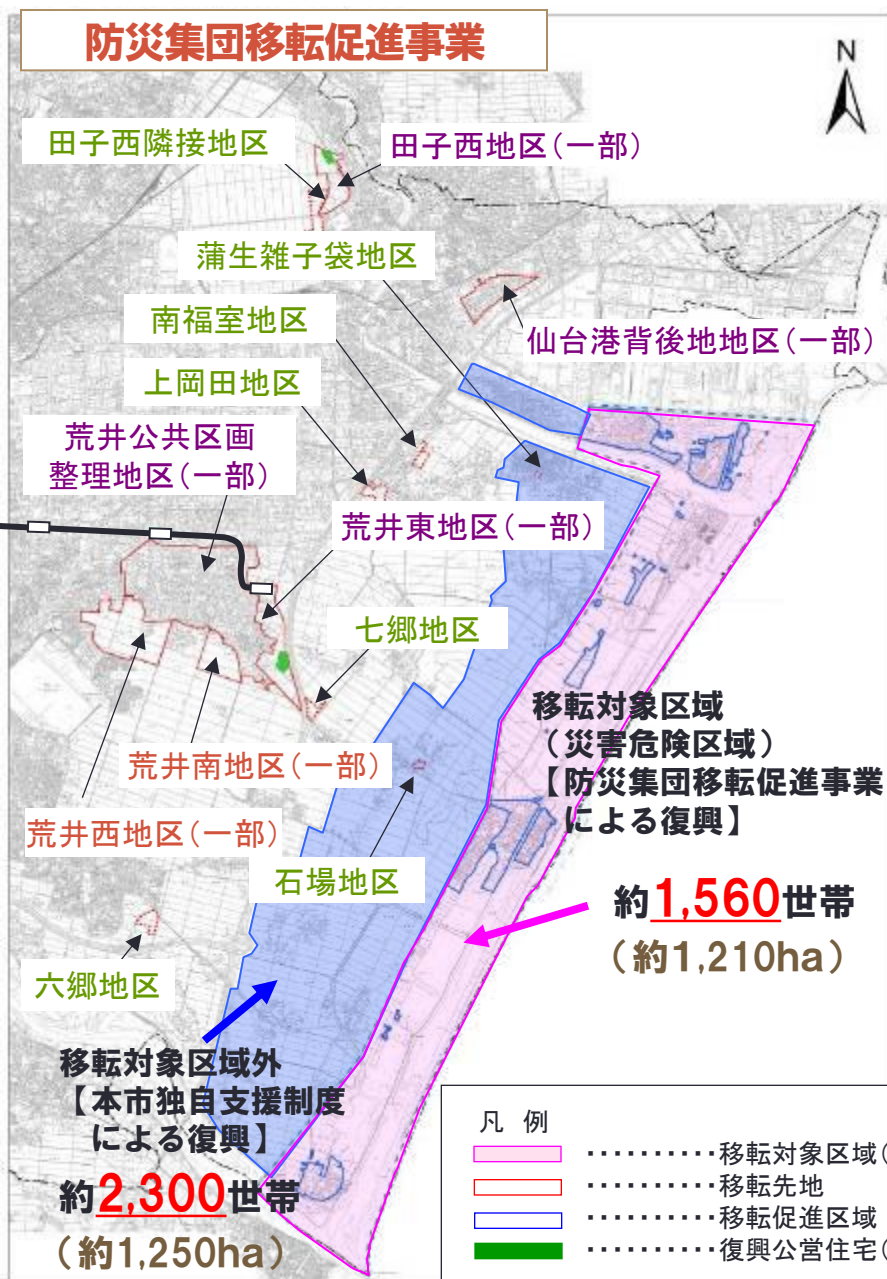 防災集団移転促進事業
N
田子西隣接地区
田子西地区(一部)
蒲生雑子袋地区
南福室地区
仙台港背後地地区(一部)
上岡田地区
荒井公共区画
整理地区(一部)
荒井東地区(一部)
七郷地区
移転対象区域
(災害危険区域)
【防災集団移転促進事業
による復興】
荒井南地区(一部)
荒井西地区(一部)
石場地区
約1,560世帯
(約1,210ha)
六郷地区
移転対象区域外
【本市独自支援制度
による復興】
約2,300世帯
(約1,250ha)
凡 例
‥‥‥‥‥移転対象区域(
‥‥‥‥‥移転先地
‥‥‥‥‥移転促進区域
‥‥‥‥‥復興公営住宅(